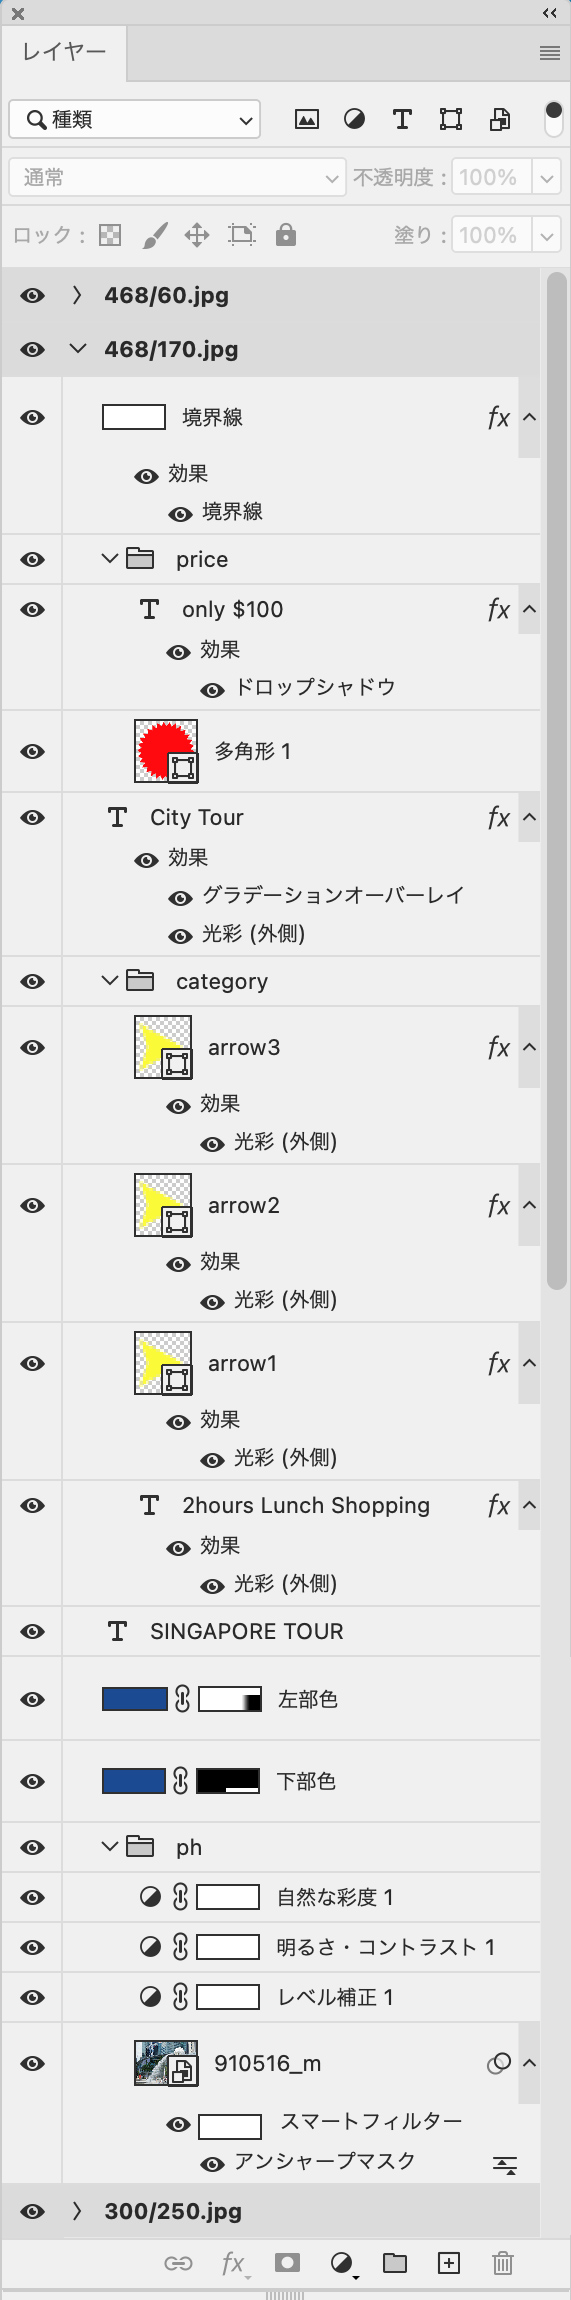 レイヤー
種類
通常 不透明度 : 100%
ロック : 塗り : 100%
468/60.jpg
468/170.jpg
境界線 fx
効果
境界線
price
only $100 fx
効果
ドロップシャドウ
多角形 1
City Tour fx
効果
グラデーションオーバーレイ
光彩 (外側)
category
arrow3 fx
効果
光彩 (外側)
arrow2 fx
効果
光彩 (外側)
arrow1 fx
効果
光彩 (外側)
2hours Lunch Shopping fx
効果
光彩 (外側)
SINGAPORE TOUR
左部色
下部色
ph
自然な彩度 1
明るさ・コントラスト 1
レベル補正 1
910516_m
スマートフィルター
アンシャープマスク
300/250.jpg
fx